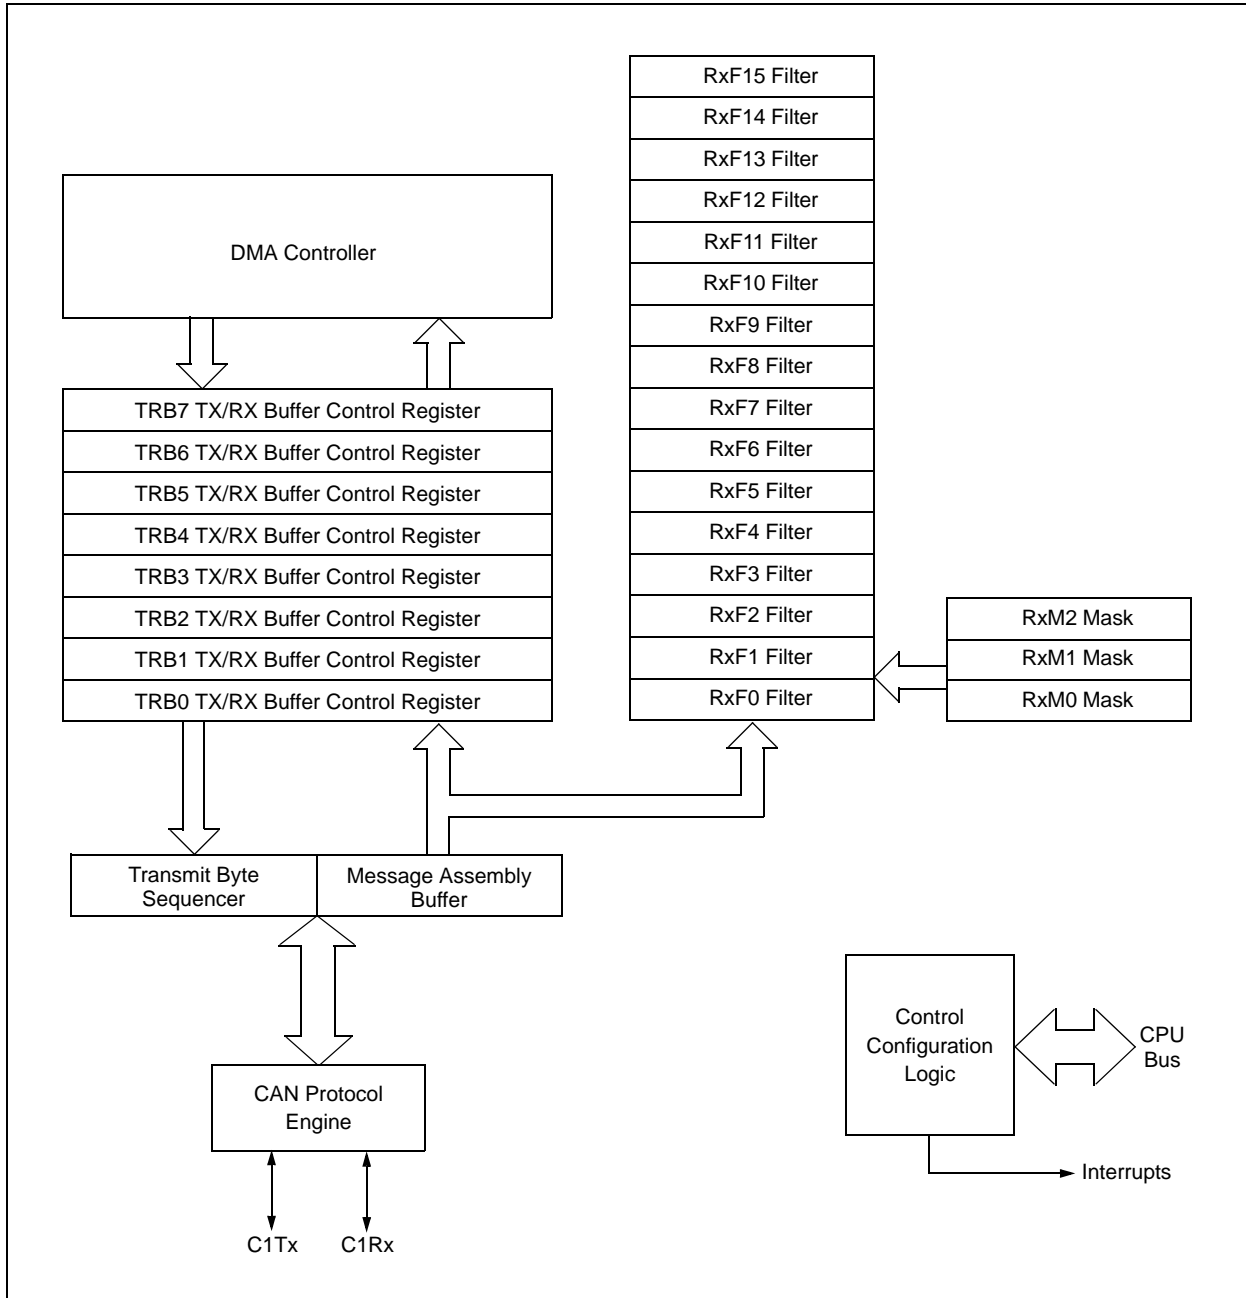 RxF15 Filter
RxF14 Filter
RxF13 Filter
RxF12 Filter
RxF11 Filter
RxF10 Filter
RxF9 Filter
RxF8 Filter
RxF7 Filter
RxF6 Filter
RxF5 Filter
RxF4 Filter
RxF3 Filter
RxF2 Filter
RxF1 Filter
RxF0 Filter
DMA Controller
TRB7 TX/RX Buffer Control Register
TRB6 TX/RX Buffer Control Register
TRB5 TX/RX Buffer Control Register
TRB4 TX/RX Buffer Control Register
TRB3 TX/RX Buffer Control Register
TRB2 TX/RX Buffer Control Register
TRB1 TX/RX Buffer Control Register
TRB0 TX/RX Buffer Control Register
RxM2 Mask
RxM1 Mask
RxM0 Mask
Transmit Byte
Sequencer
Message Assembly
Buffer
CAN Protocol
Engine
C1Tx
C1Rx
Control
Configuration
Logic
CPU
Bus
Interrupts